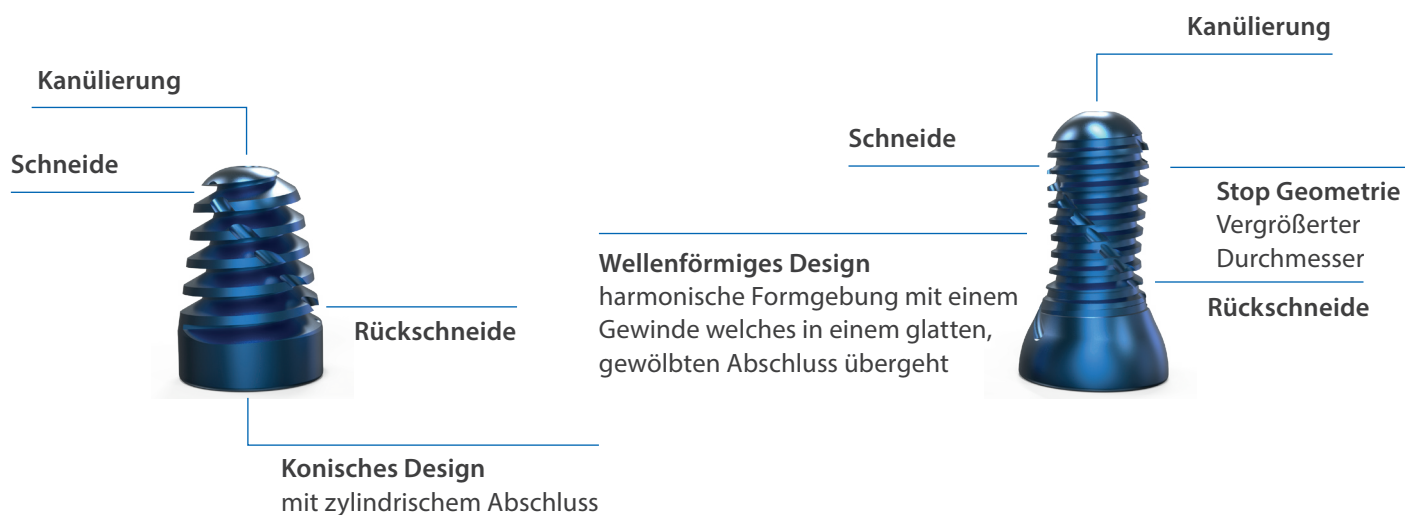 Kanülierung
Schneide
Rückschneide
Konisches Design
mit zylindrischem Abschluss
Kanülierung
Schneide
Stop Geometrie
Vergrößerter
Durchmesser
Wellenförmiges Design
harmonische Formgebung mit einem
Gewinde welches in einem glatten,
gewölbten Abschluss übergeht
Rückschneide